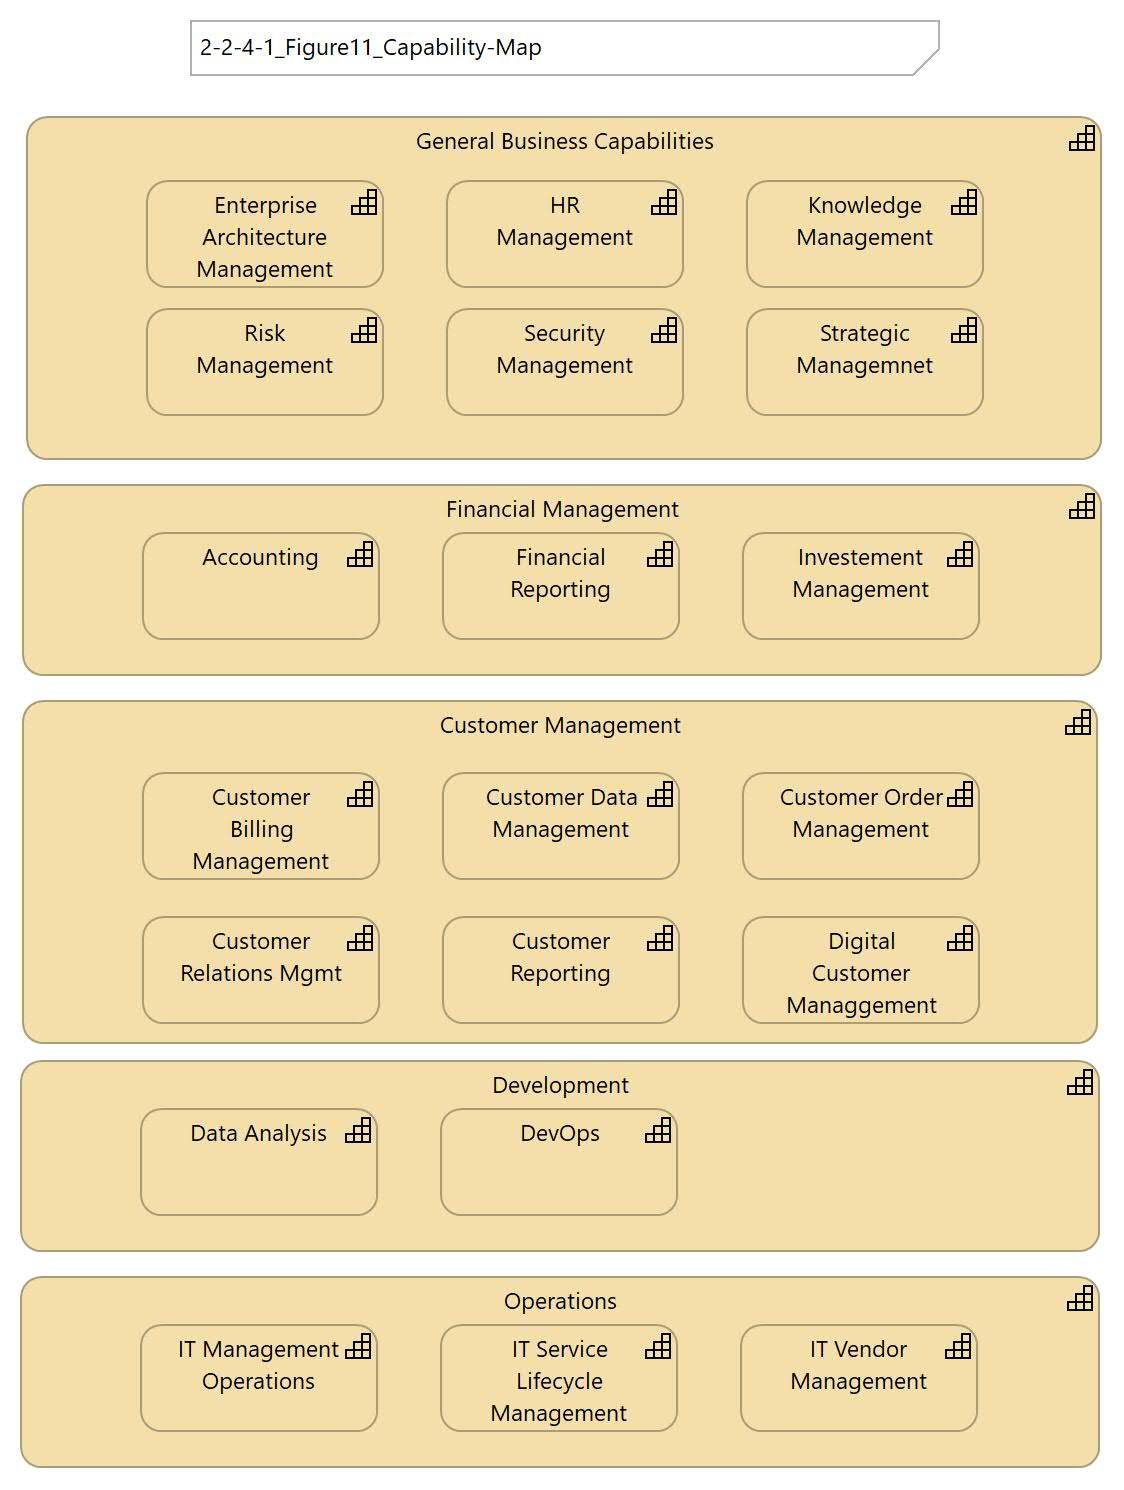 2-2-4-1_Figure11_Capability-Map
General Business Capabilities
Enterprise
Architecture
Management
HR
Management
Knowledge
Management
Risk
Management
Security
Management
Strategic
Managemnet
Financial Management
Accounting
Financial
Reporting
Investement
Management
Customer Management
Customer
Billing
Management
Customer Data
Management
Customer Order
Management
Customer
Relations Mgmt
Customer
Reporting
Digital
Customer
Managgement
Development
Data Analysis
DevOps
Operations
IT Management
Operations
IT Service
Lifecycle
Management
IT Vendor
Management